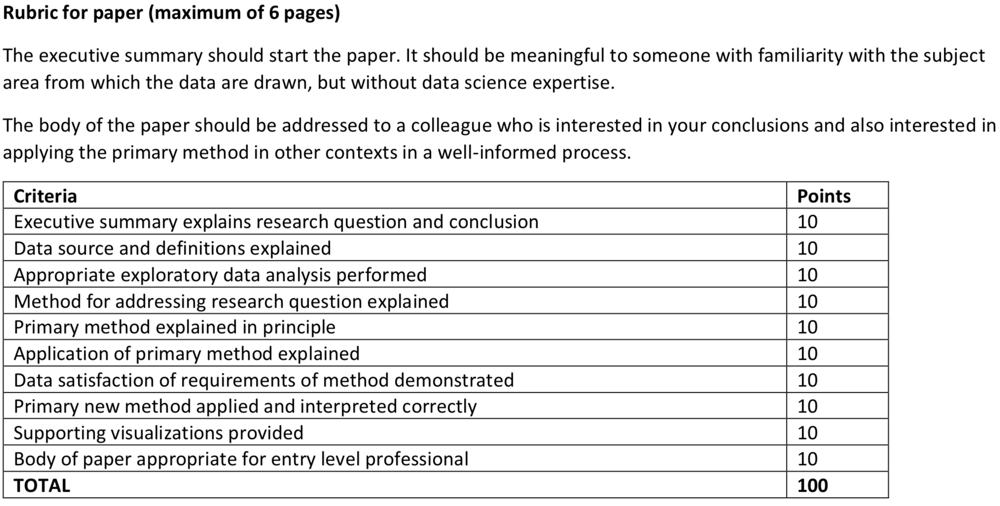 Rubric for paper (maximum of 6 pages)
The executive summary should start the paper. It should be meaningful to someone with familiarity with the subject
area from which the data are drawn, but without data science expertise.
The body of the paper should be addressed to a colleague who is interested in your conclusions and also interested in
applying the primary method in other contexts in a well-informed process.
Criteria Points
Executive summary explains research question and conclusion 10
Data source and definitions explained 10
Appropriate exploratory data analysis performed 10
Method for addressing research question explained 10
Primary method explained in principle 10
Application of primary method explained 10
Data satisfaction of requirements of method demonstrated 10
Primary new method applied and interpreted correctly 10
Supporting visualizations provided 10
Body of paper appropriate for entry level professional 10
TOTAL 100